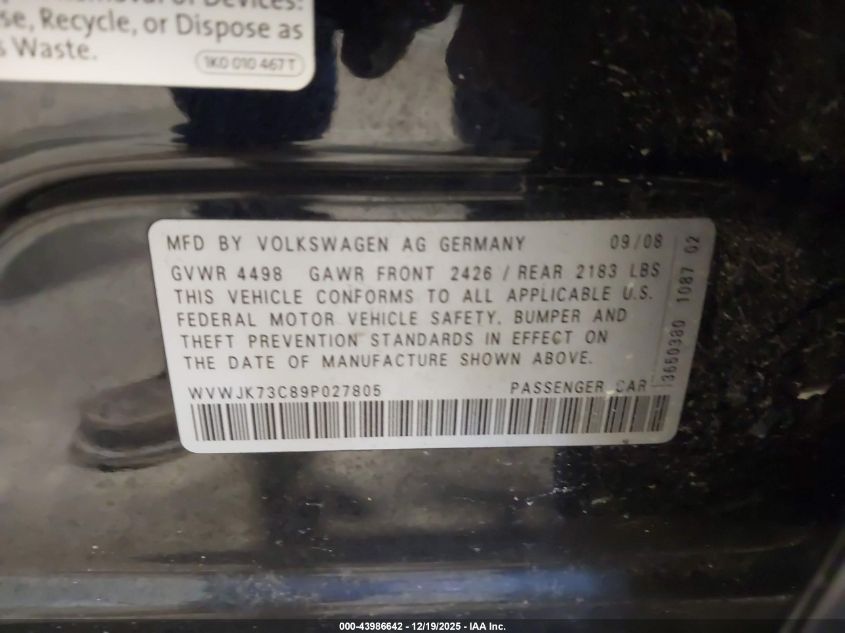 se, Recycle, or Dispose as
Waste.
1K0 010 467 T
MFD BY VOLKSWAGEN AG GERMANY 09/08
GVWR 4498 GAWR FRONT 2426 / REAR 2183 LBS
THIS VEHICLE CONFORMS TO ALL APPLICABLE U.S.
FEDERAL MOTOR VEHICLE SAFETY, BUMPER AND
THEFT PREVENTION STANDARDS IN EFFECT ON
THE DATE OF MANUFACTURE SHOWN ABOVE.
WVWJK73C89P027805 PASSENGER CAR
3660380 1087 02
000-43986642 - 12/19/2025 - IAA Inc.